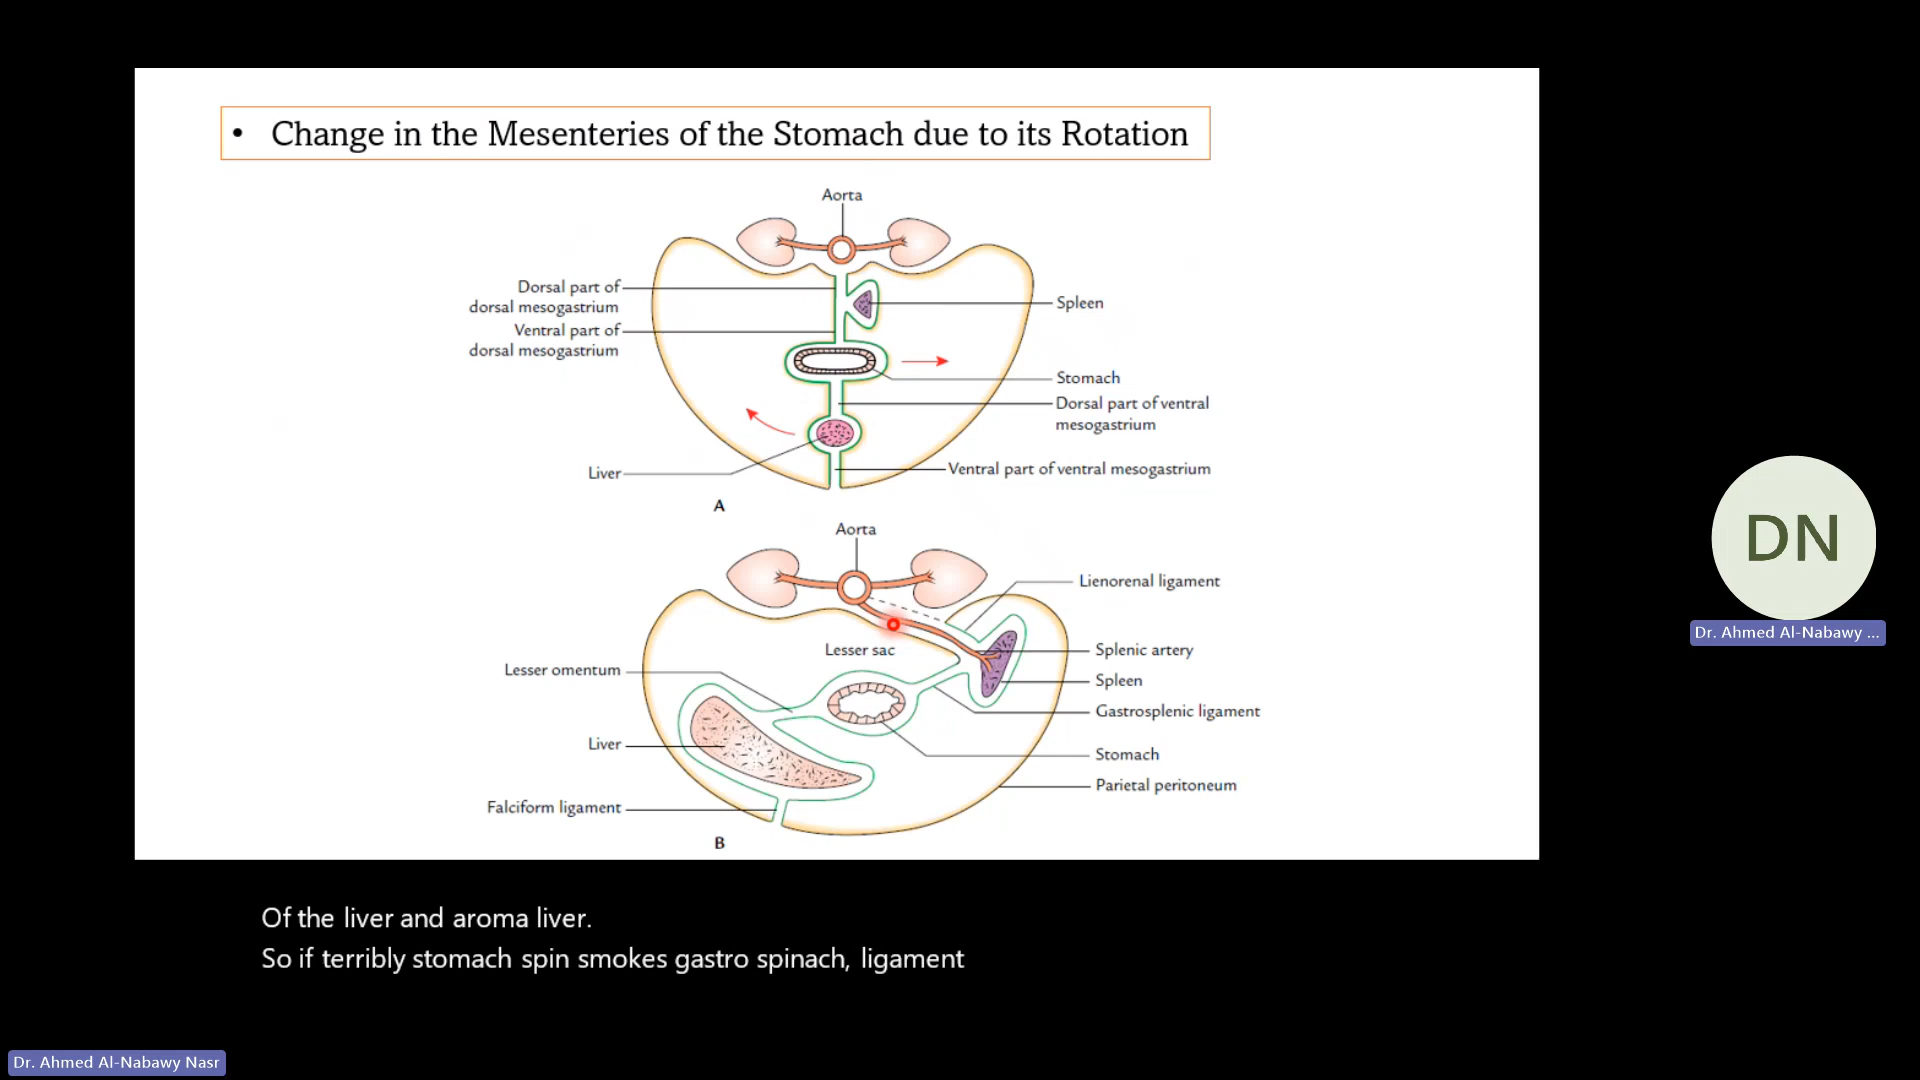 • Change in the Mesenteries of the Stomach due to its Rotation
Aorta
Dorsal part of
dorsal mesogastrium
Ventral part of
dorsal mesogastrium
Spleen
Stomach
Dorsal part of ventral
mesogastrium
Liver
Ventral part of ventral mesogastrium
A
Aorta
Lienorenal ligament
Lesser sac
Splenic artery
Lesser omentum
Spleen
Gastrosplenic ligament
Liver
Stomach
Parietal peritoneum
Falciform ligament
B
DN
Dr. Ahmed Al-Nabawy ...
Of the liver and aroma liver.
So if terribly stomach spin smokes gastro spinach, ligament
Dr. Ahmed Al-Nabawy Nasr